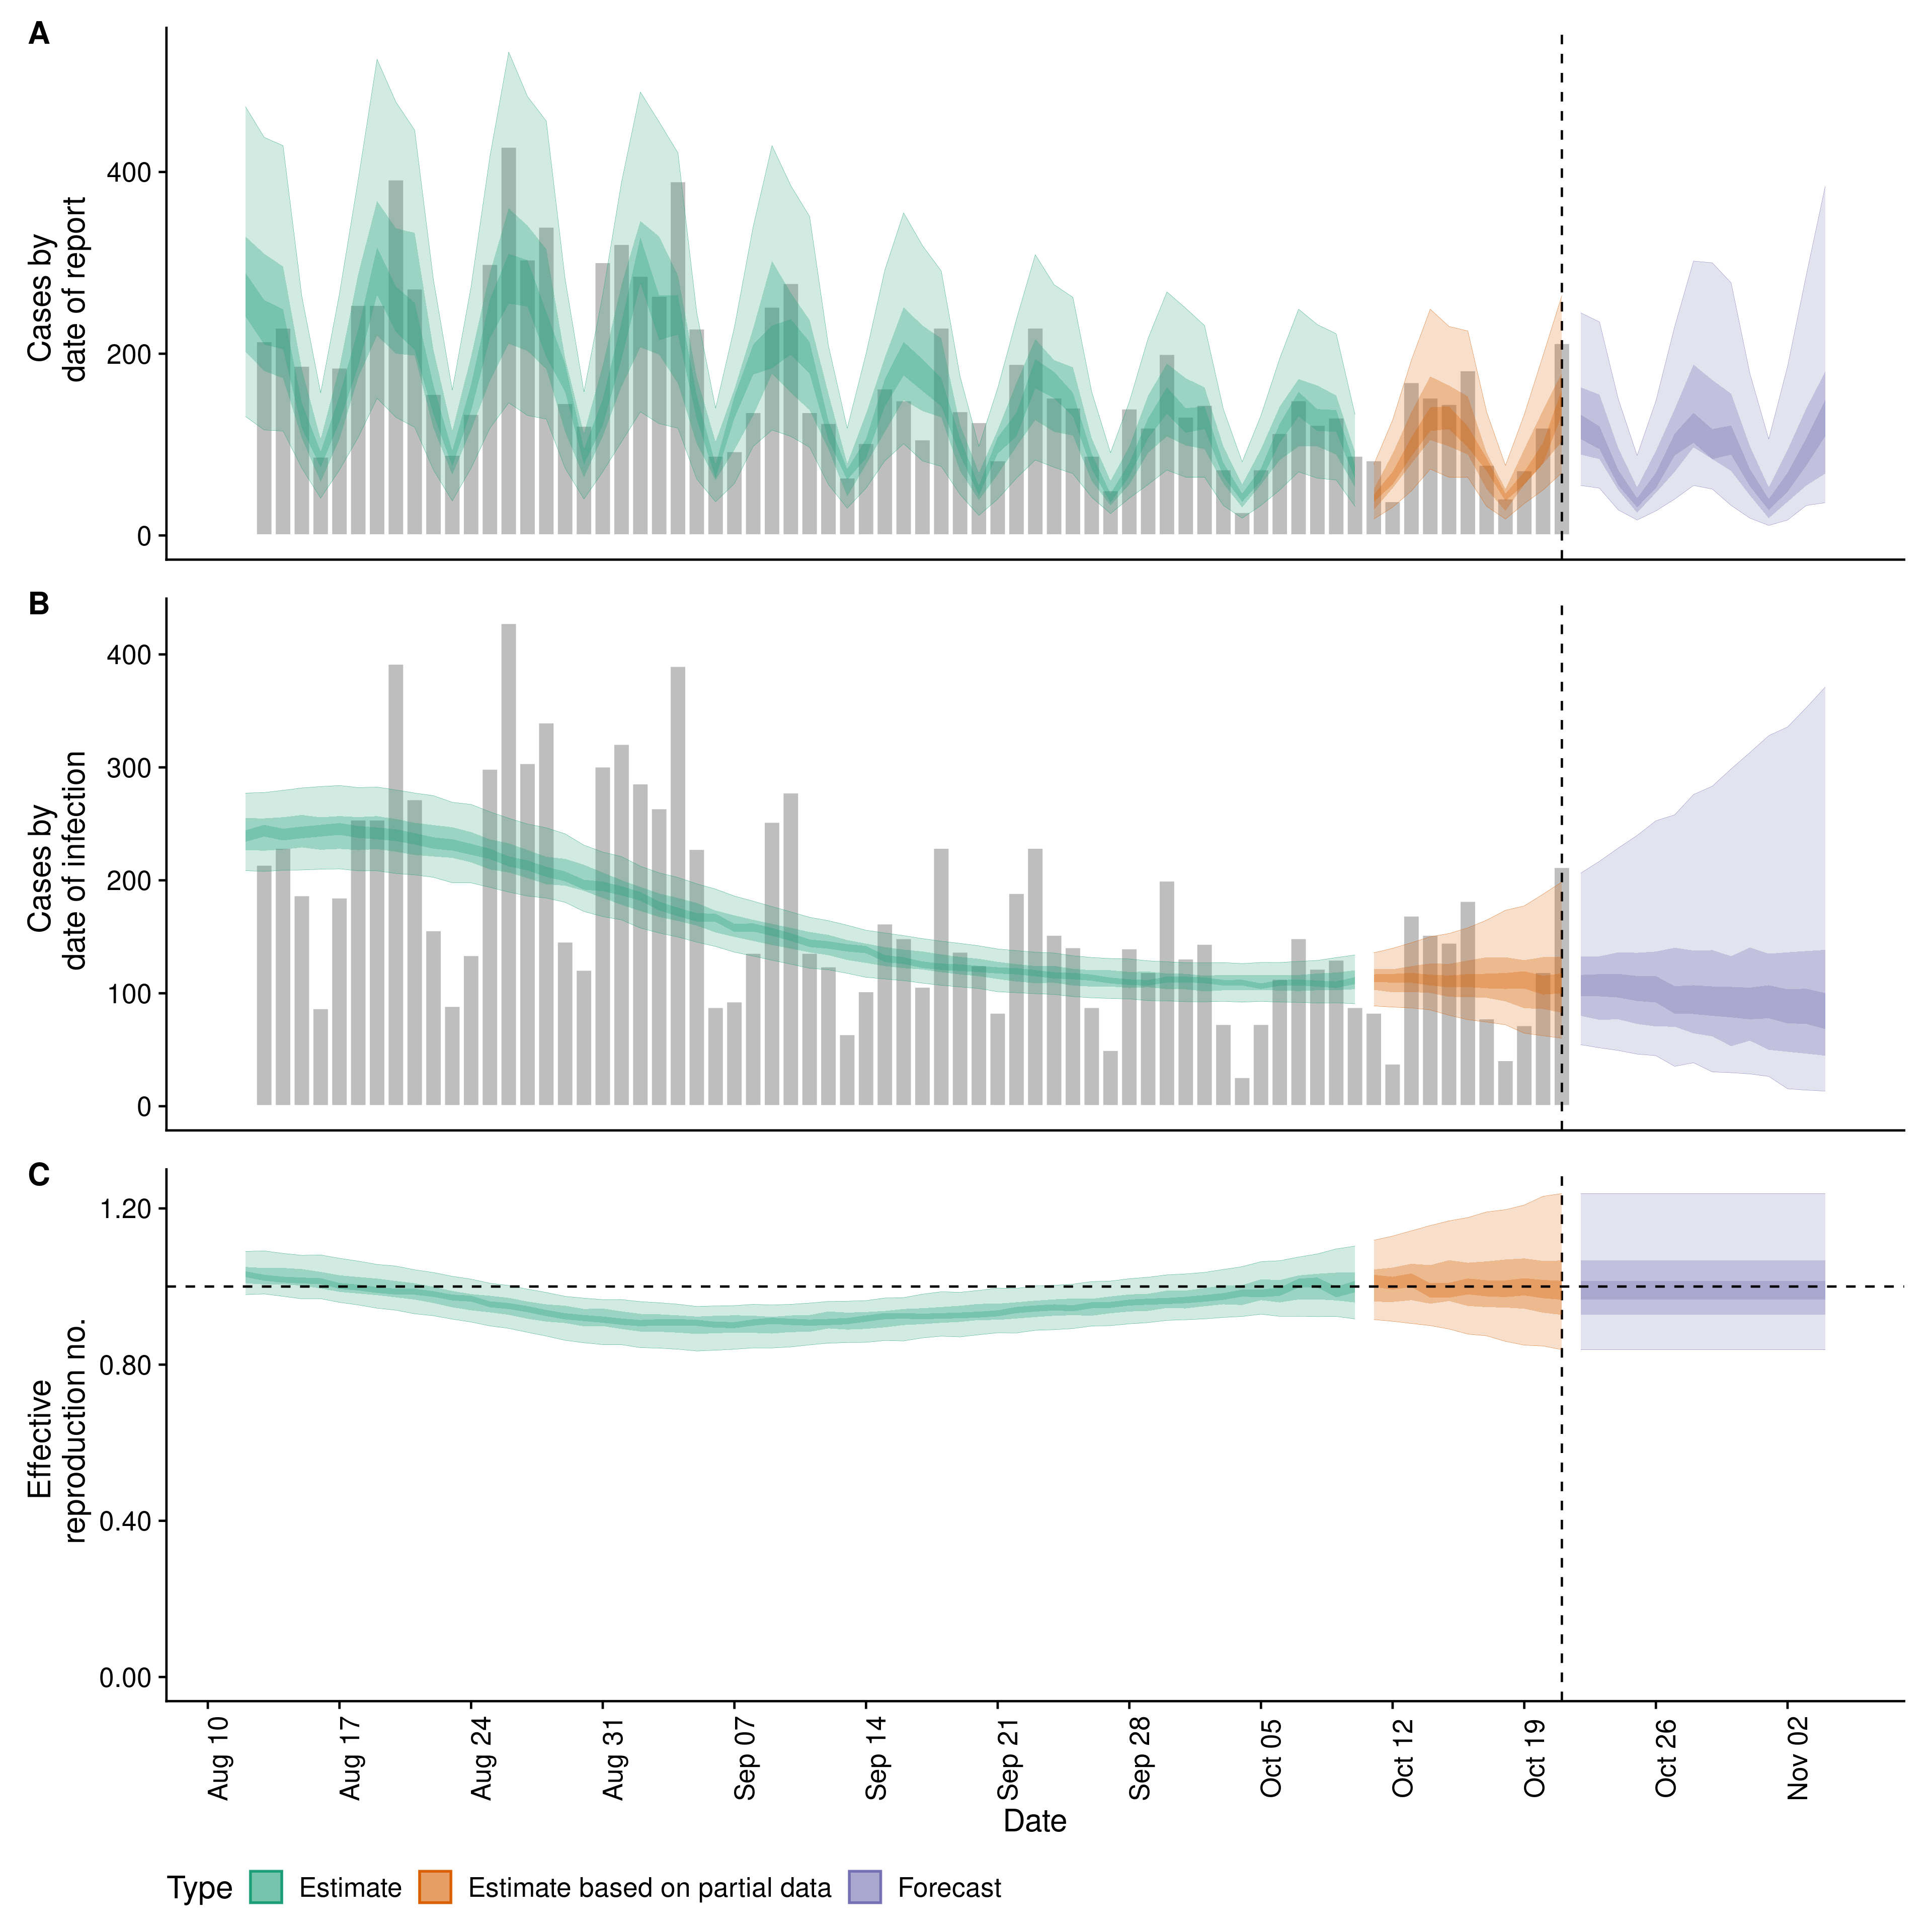 A
Cases by
date of report
400
200
0
B
Cases by
date of infection
400
300
200
100
0
C
Effective
reproduction no.
1.20
0.80
0.40
0.00
Aug 10
Aug 17
Aug 24
Aug 31
Sep 07
Sep 14
Sep 21
Sep 28
Oct 05
Oct 12
Oct 19
Oct 26
Nov 02
Date
Type Estimate Estimate based on partial data Forecast